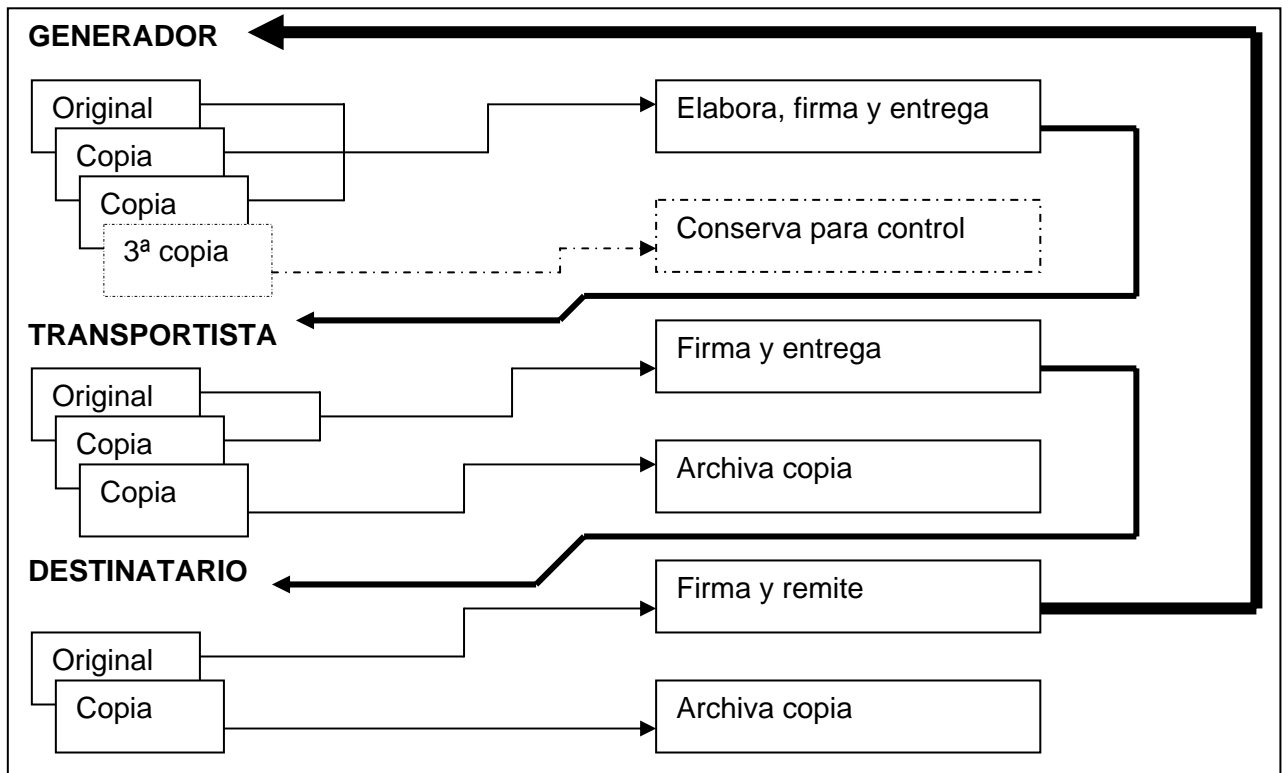 GENERADOR
Original
Elabora, firma y entrega
Copia
Copia
Conserva para control
3ª copia
TRANSPORTISTA
Firma y entrega
Original
Copia
Archiva copia
Copia
DESTINATARIO
Firma y remite
Original
Copia
Archiva copia